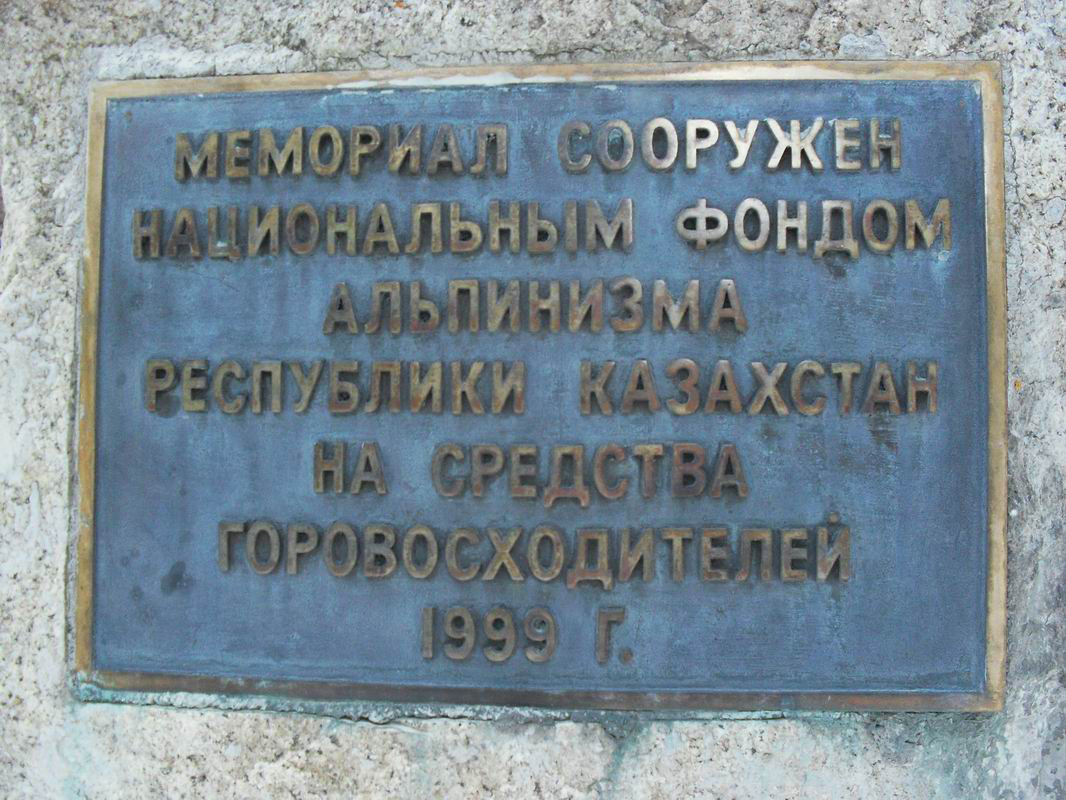 МЕМОРИАЛ СООРУЖЕН
НАЦИОНАЛЬНЫМ ФОНДОМ
АЛЬПИНИЗМА
РЕСПУБЛИКИ КАЗАХСТАН
НА СРЕДСТВА
ГОРОВОСХОДИТЕЛЕЙ
1999 Г.